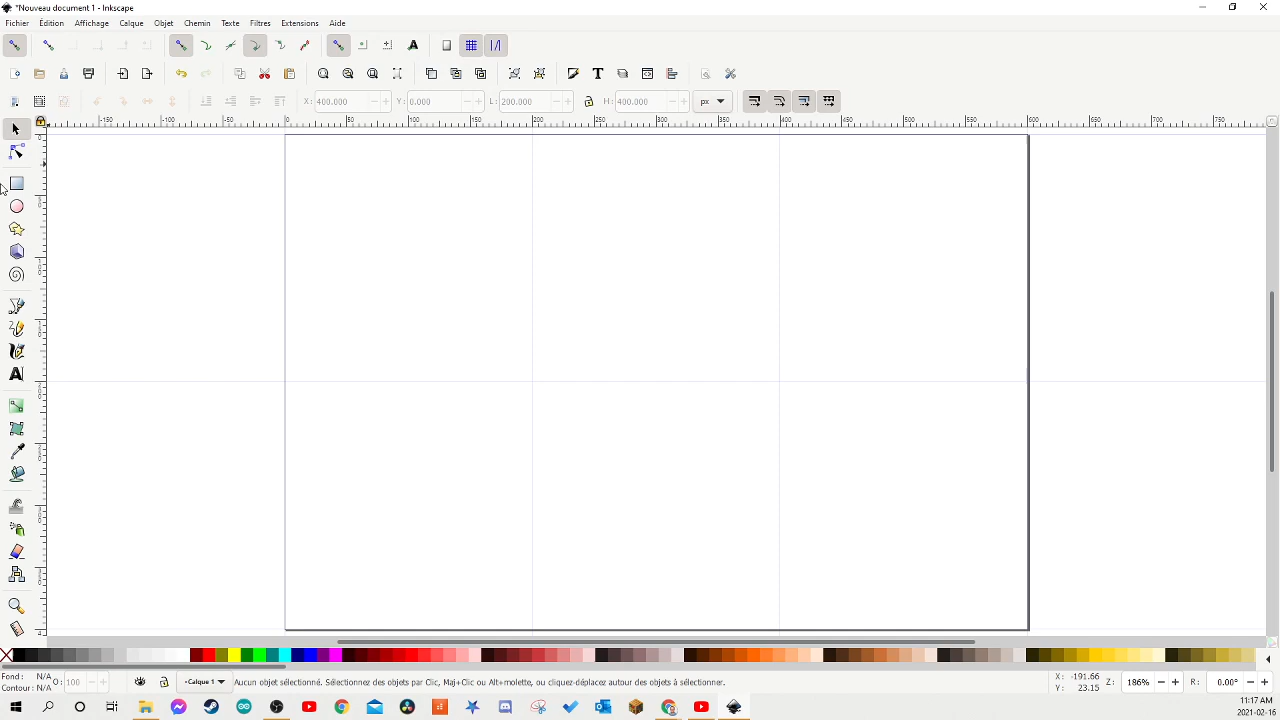 *Nouveau document 1 - Inkscape
Fichier Édition Affichage Calque Objet Chemin Texte Filtres Extensions Aide
X: 400.000 Y: 0.000 L: 200.000 H: 400.000 px
-150 -100 -50 0 50 100 150 200 250 300 350 400 450 500 550 600 650 700 750
Fond : N/A O: 100 Calque 1 Aucun objet sélectionné. Sélectionnez des objets par Clic, Maj+Clic ou Alt+molette, ou cliquez-déplacez autour des objets à sélectionner. X: -191.66 Z: 186% R: 0.00°
Contour : N/A Y: 23.15
11:17 AM
2021-02-16